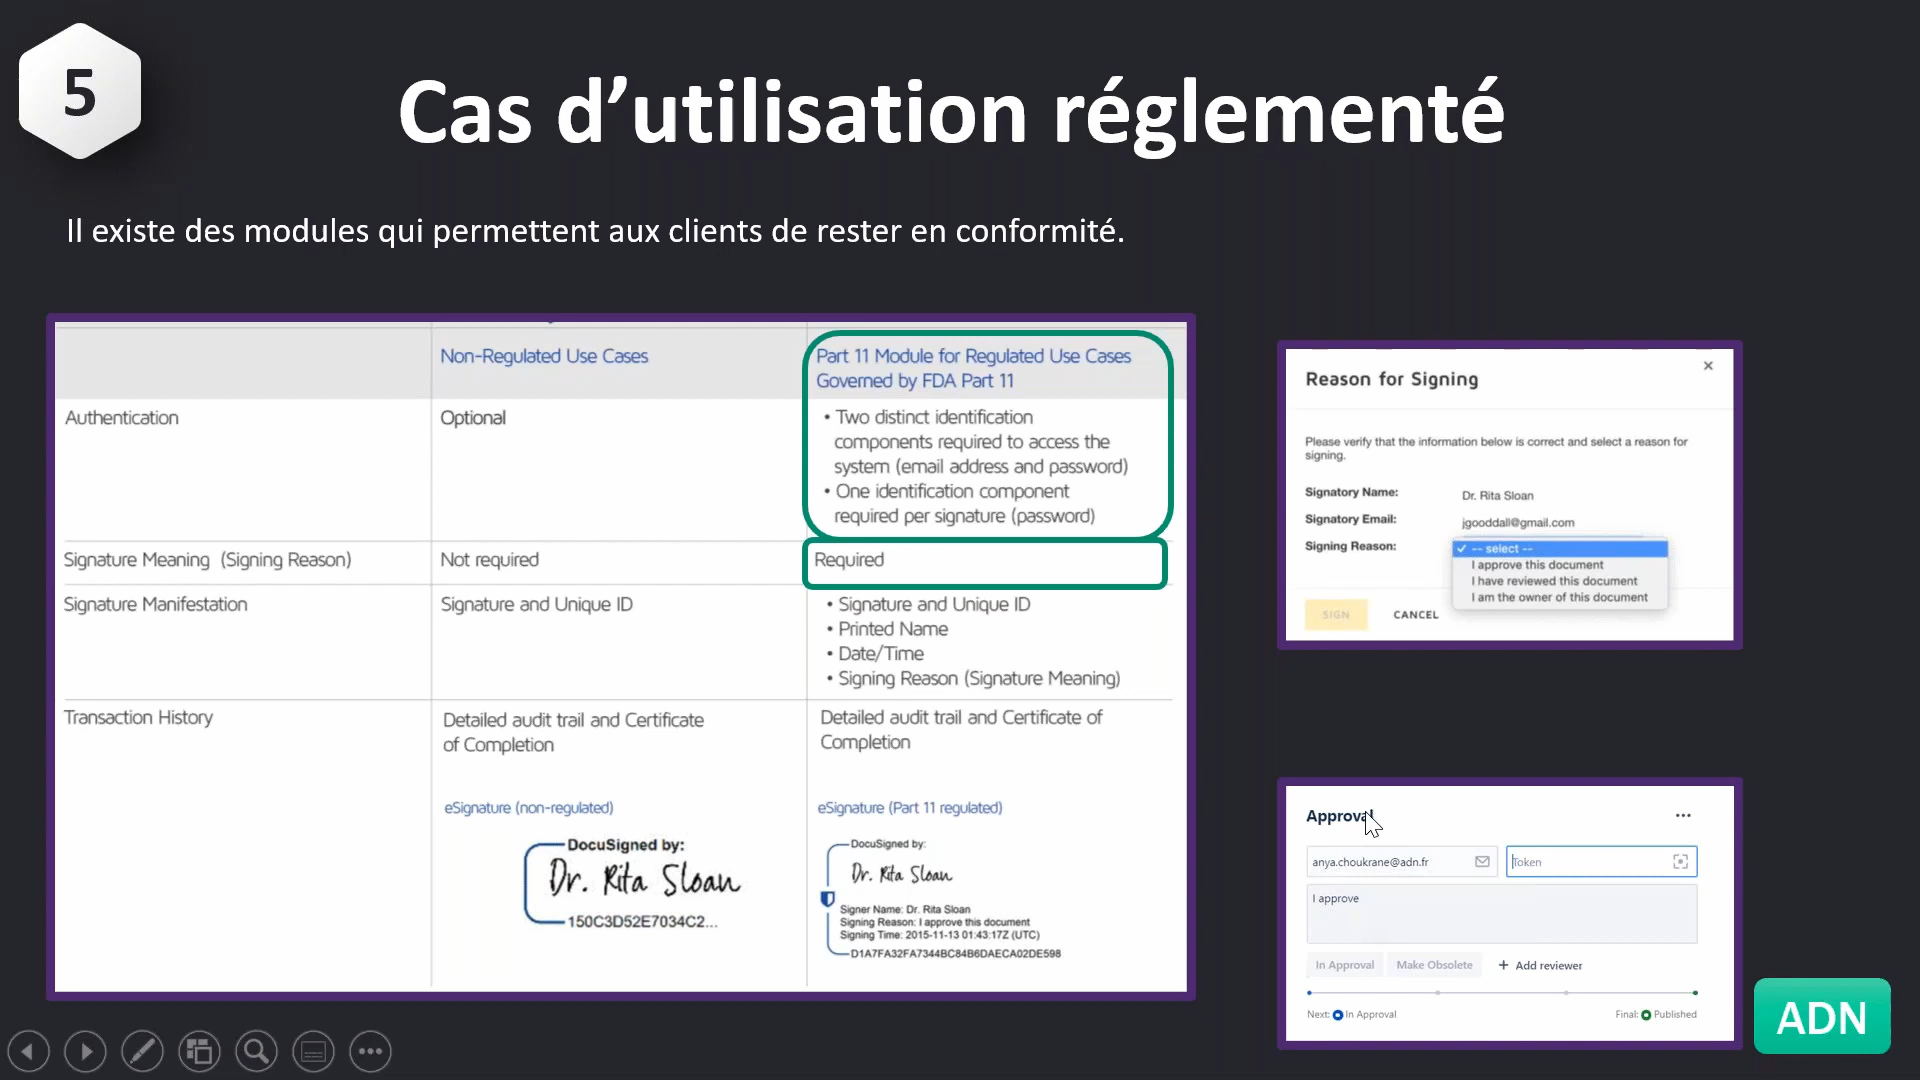 5
Cas d’utilisation réglementé
Il existe des modules qui permettent aux clients de rester en conformité.
Non-Regulated Use Cases
Part 11 Module for Regulated Use Cases
Governed by FDA Part 11
Authentication
Optional
• Two distinct identification
components required to access the
system (email address and password)
• One identification component
required per signature (password)
Signature Meaning (Signing Reason)
Not required
Required
Signature Manifestation
Signature and Unique ID
• Signature and Unique ID
• Printed Name
• Date/Time
• Signing Reason (Signature Meaning)
Transaction History
Detailed audit trail and Certificate
of Completion
Detailed audit trail and Certificate of
Completion
eSignature (non-regulated)
DocuSigned by:
Dr. Rita Sloan
150C3D52E7034C2...
eSignature (Part 11 regulated)
DocuSigned by:
Dr. Rita Sloan
Signer Name: Dr. Rita Sloan
Signing Reason: I approve this document
Signing Time: 2015-11-13 01:43:17Z (UTC)
D1A7FA32FA7344BC84B6DAECA02DE598
Reason for Signing
Please verify that the information below is correct and select a reason for
signing.
Signatory Name:
Dr. Rita Sloan
Signatory Email:
jgooddall@gmail.com
Signing Reason:
-- select --
I approve this document
I have reviewed this document
I am the owner of this document
SIGN
CANCEL
Approval
anya.choukrane@adn.fr
Token
I approve
In Approval
Make Obsolete
+ Add reviewer
Next: In Approval
Final: Published
ADN